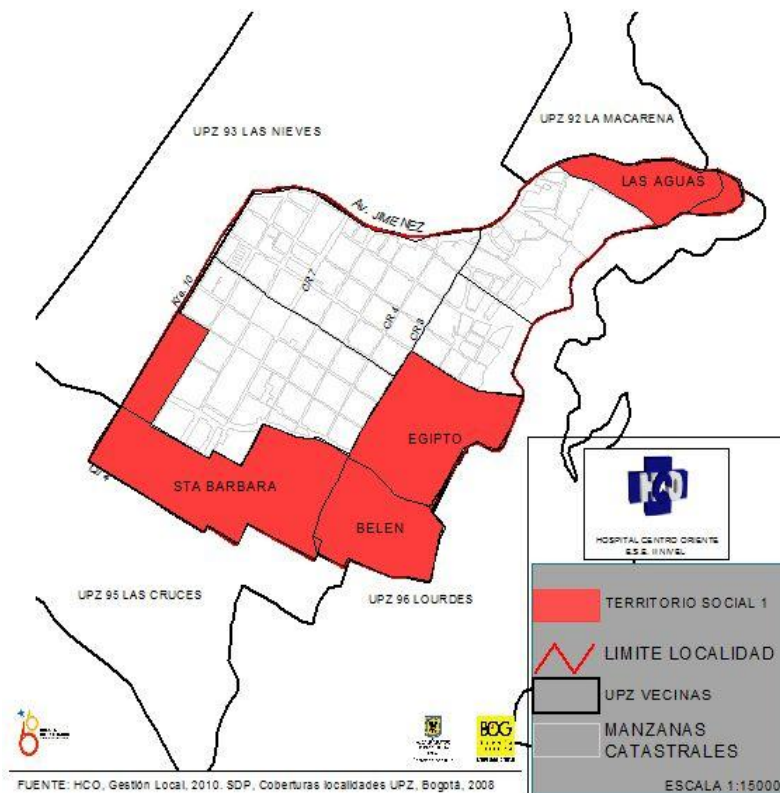 UPZ 93 LAS NIEVES
UPZ 92 LA MACARENA
LAS AGUAS
Av. JIMENEZ
Kra. 10
CR 7
CR 4
CR 3
EGIPTO
STA BARBARA
BELEN
UPZ 95 LAS CRUCES
UPZ 96 LOURDES
HOSPITAL CENTRO ORIENTE
E.S.E. II NIVEL
TERRITORIO SOCIAL 1
LIMITE LOCALIDAD
UPZ VECINAS
MANZANAS
CATASTRALES
BOG
FUENTE: HCO, Gestión Local, 2010. SDP, Coberturas localidades UPZ, Bogotá, 2008
ESCALA 1:15000